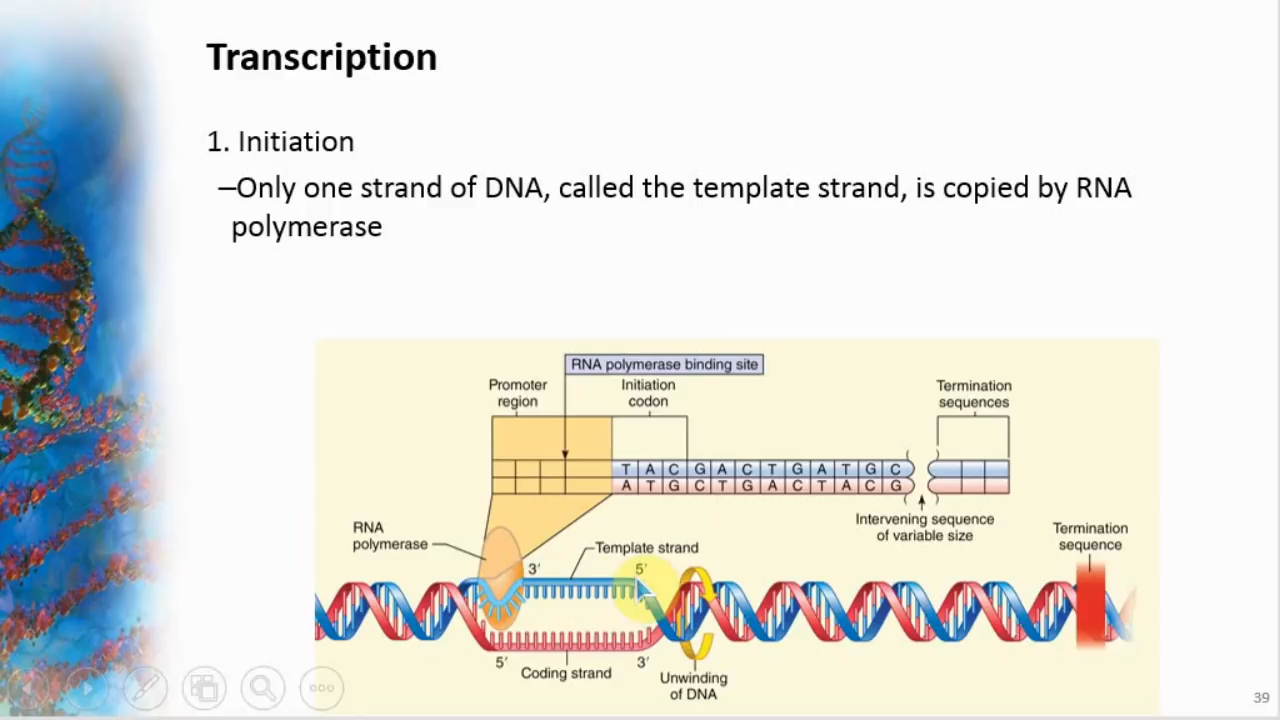 Transcription
1. Initiation
–Only one strand of DNA, called the template strand, is copied by RNA
polymerase
RNA polymerase binding site
Promoter
region
Initiation
codon
Termination
sequences
T A C G A C T G A T G C
A T G C T G A C T A C G
Intervening sequence
of variable size
RNA
polymerase
Template strand
Termination
sequence
3′
5′
5′
3′
Coding strand
Unwinding
of DNA
39